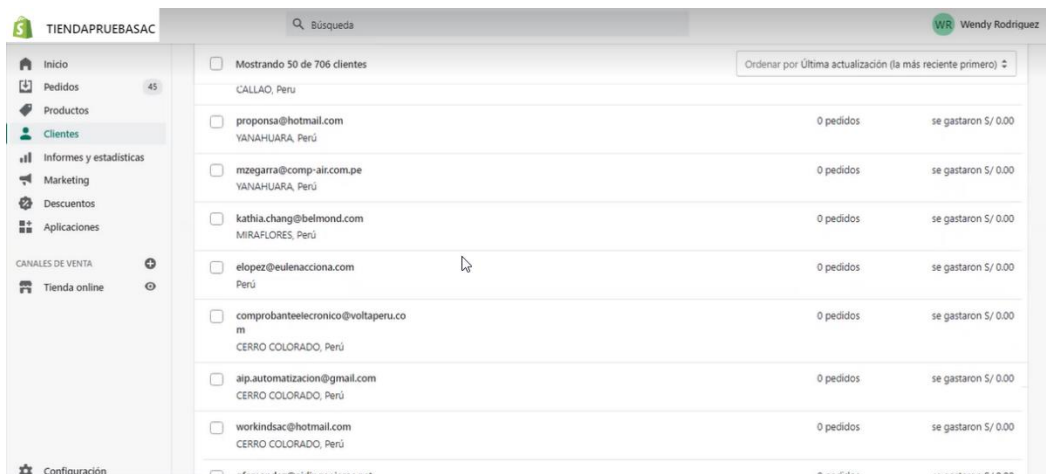 TIENDAPRUEBASAC
Búsqueda
WR Wendy Rodriquez
Inicio
Pedidos 45
Productos
Clientes
Informes y estadísticas
Marketing
Descuentos
Aplicaciones
CANALES DE VENTA
Tienda online
Configuración
Mostrando 50 de 706 clientes
Ordenar por Última actualización (la más reciente primero)
CALLAO, Peru
proponsa@hotmail.com 0 pedidos se gastaron S/ 0.00
YANAHUARA, Perú
mzegarra@comp-air.com.pe 0 pedidos se gastaron S/ 0.00
YANAHUARA, Perú
kathia.chang@belmond.com 0 pedidos se gastaron S/ 0.00
MIRAFLORES, Perú
elopez@eulenacciona.com 0 pedidos se gastaron S/ 0.00
Perú
comprobanteelecronico@voltaperu.co 0 pedidos se gastaron S/ 0.00
m
CERRO COLORADO, Perú
aip.automatizacion@gmail.com 0 pedidos se gastaron S/ 0.00
CERRO COLORADO, Perú
workindsac@hotmail.com 0 pedidos se gastaron S/ 0.00
CERRO COLORADO, Perú